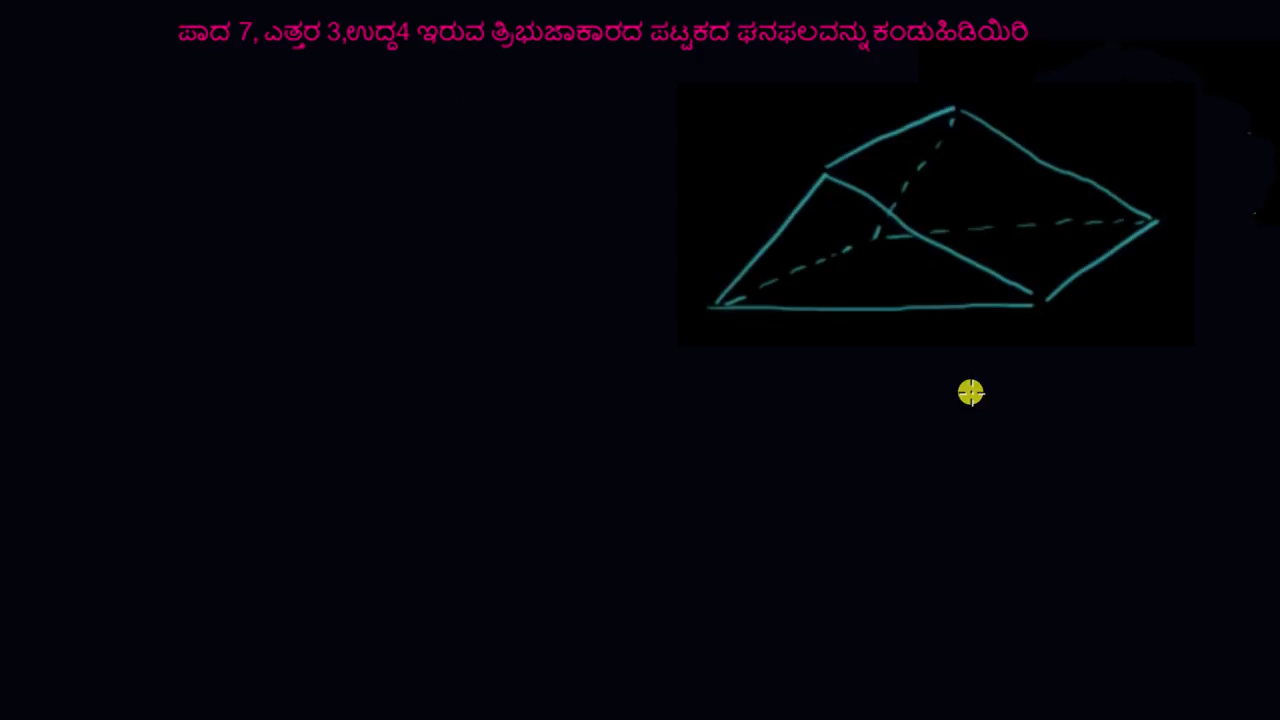 ಪಾದ 7, ಎತ್ತರ 3,ಉದ್ದ4 ಇರುವ ತ್ರಿಭುಜಾಕಾರದ ಪಟ್ಟಕದ ಘನಫಲವನ್ನು ಕಂಡುಹಿಡಿಯಿರಿ